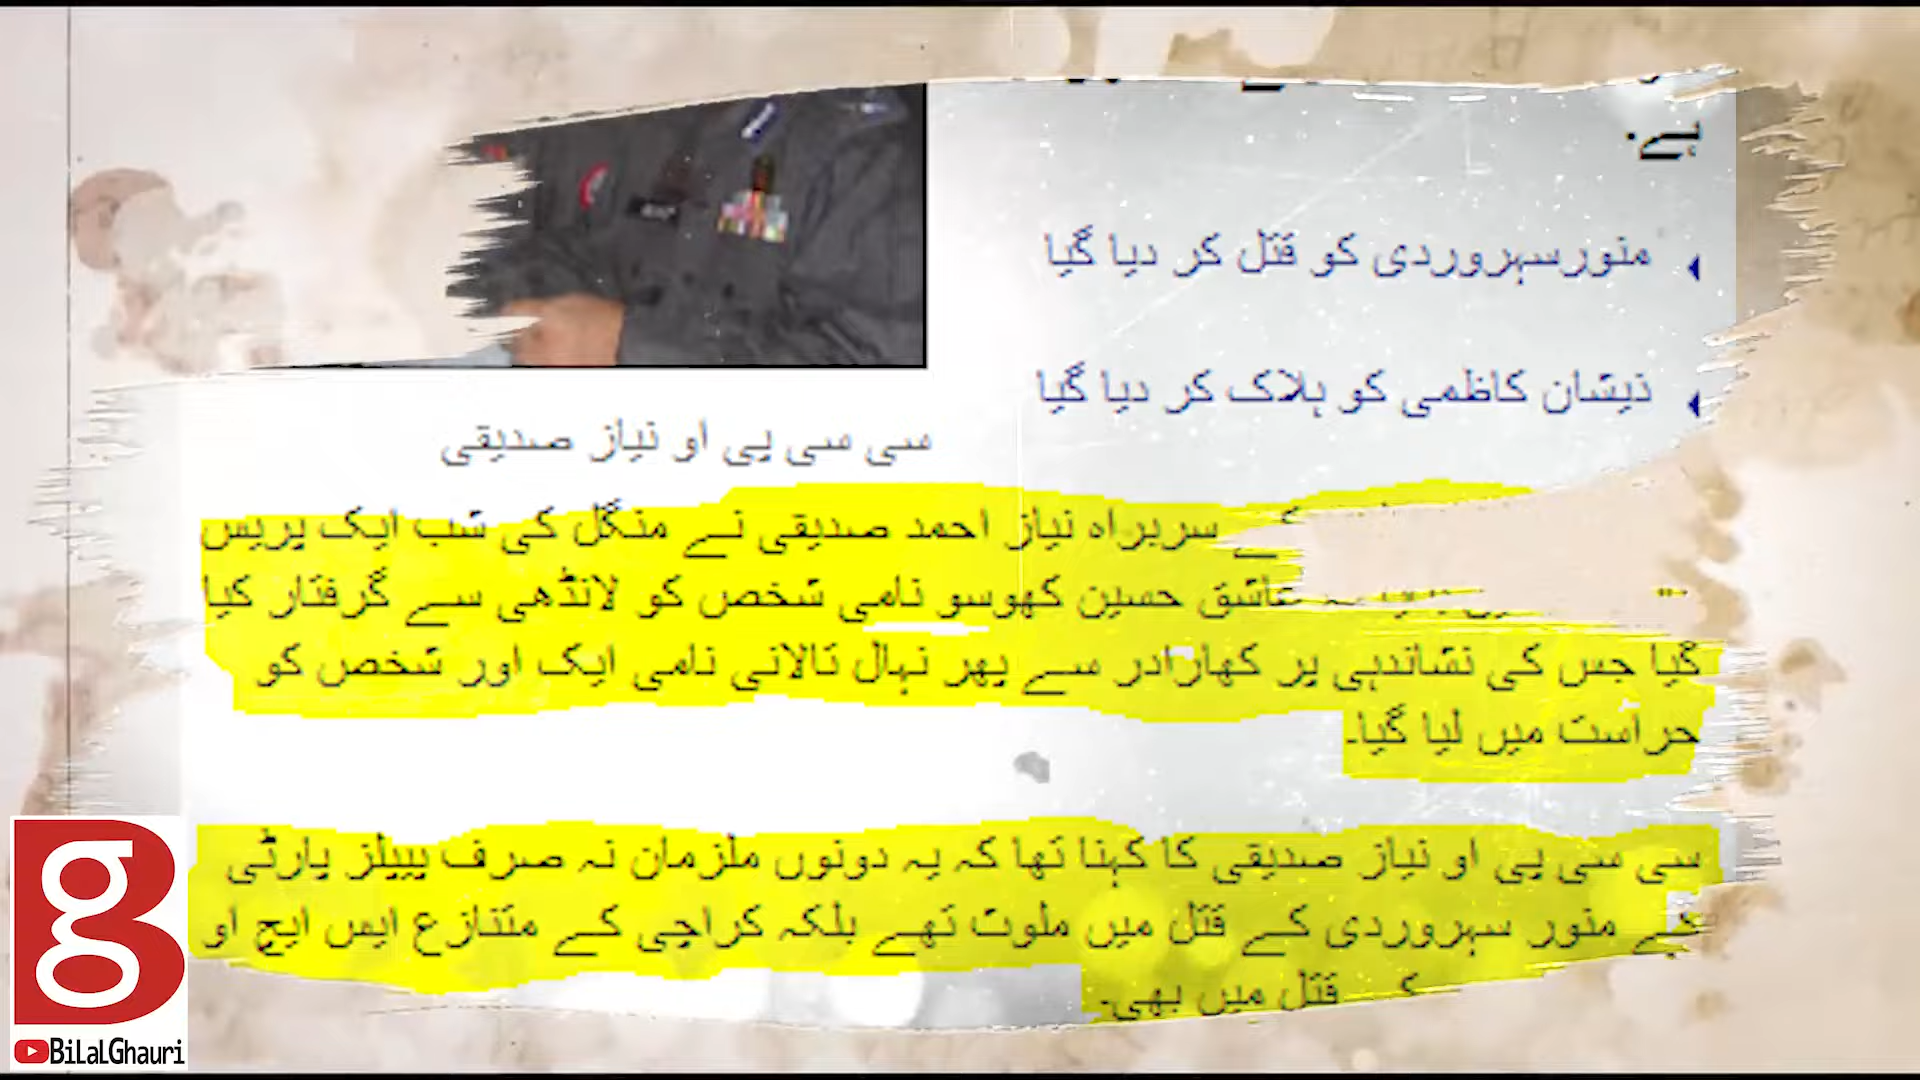 ہے.
منورسہروردی کو قتل کر دیا گیا
ذیشان کاظمی کو ہلاک کر دیا گیا
سی سی پی او نیاز صدیقی
کے سربراہ نیاز احمد صدیقی نے منگل کی شب ایک پریس
عاشق حسین کھوسو نامی شخص کو لانڈھی سے گرفتار کیا
گیا جس کی نشاندہی پر کھارادر سے پھر نہال تالانی نامی ایک اور شخص کو
حراست میں لیا گیا۔
سی سی پی او نیاز صدیقی کا کہنا تھا کہ یہ دونوں ملزمان نہ صرف پیپلز پارٹی
کے منور سہروردی کے قتل میں ملوث تھے بلکہ کراچی کے متنازع ایس ایچ او
کے قتل میں بھی۔
gB
BiLaLGhauri